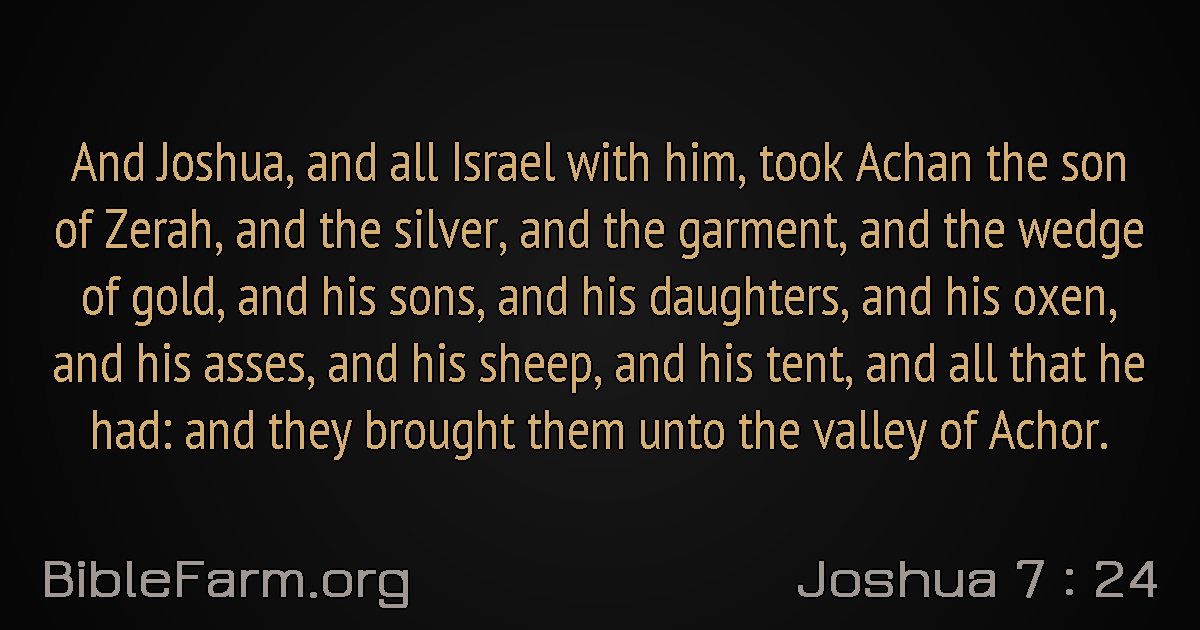 And Joshua, and all Israel with him, took Achan the son
of Zerah, and the silver, and the garment, and the wedge
of gold, and his sons, and his daughters, and his oxen,
and his asses, and his sheep, and his tent, and all that he
had: and they brought them unto the valley of Achor.
BibleFarm.org
Joshua 7 : 24